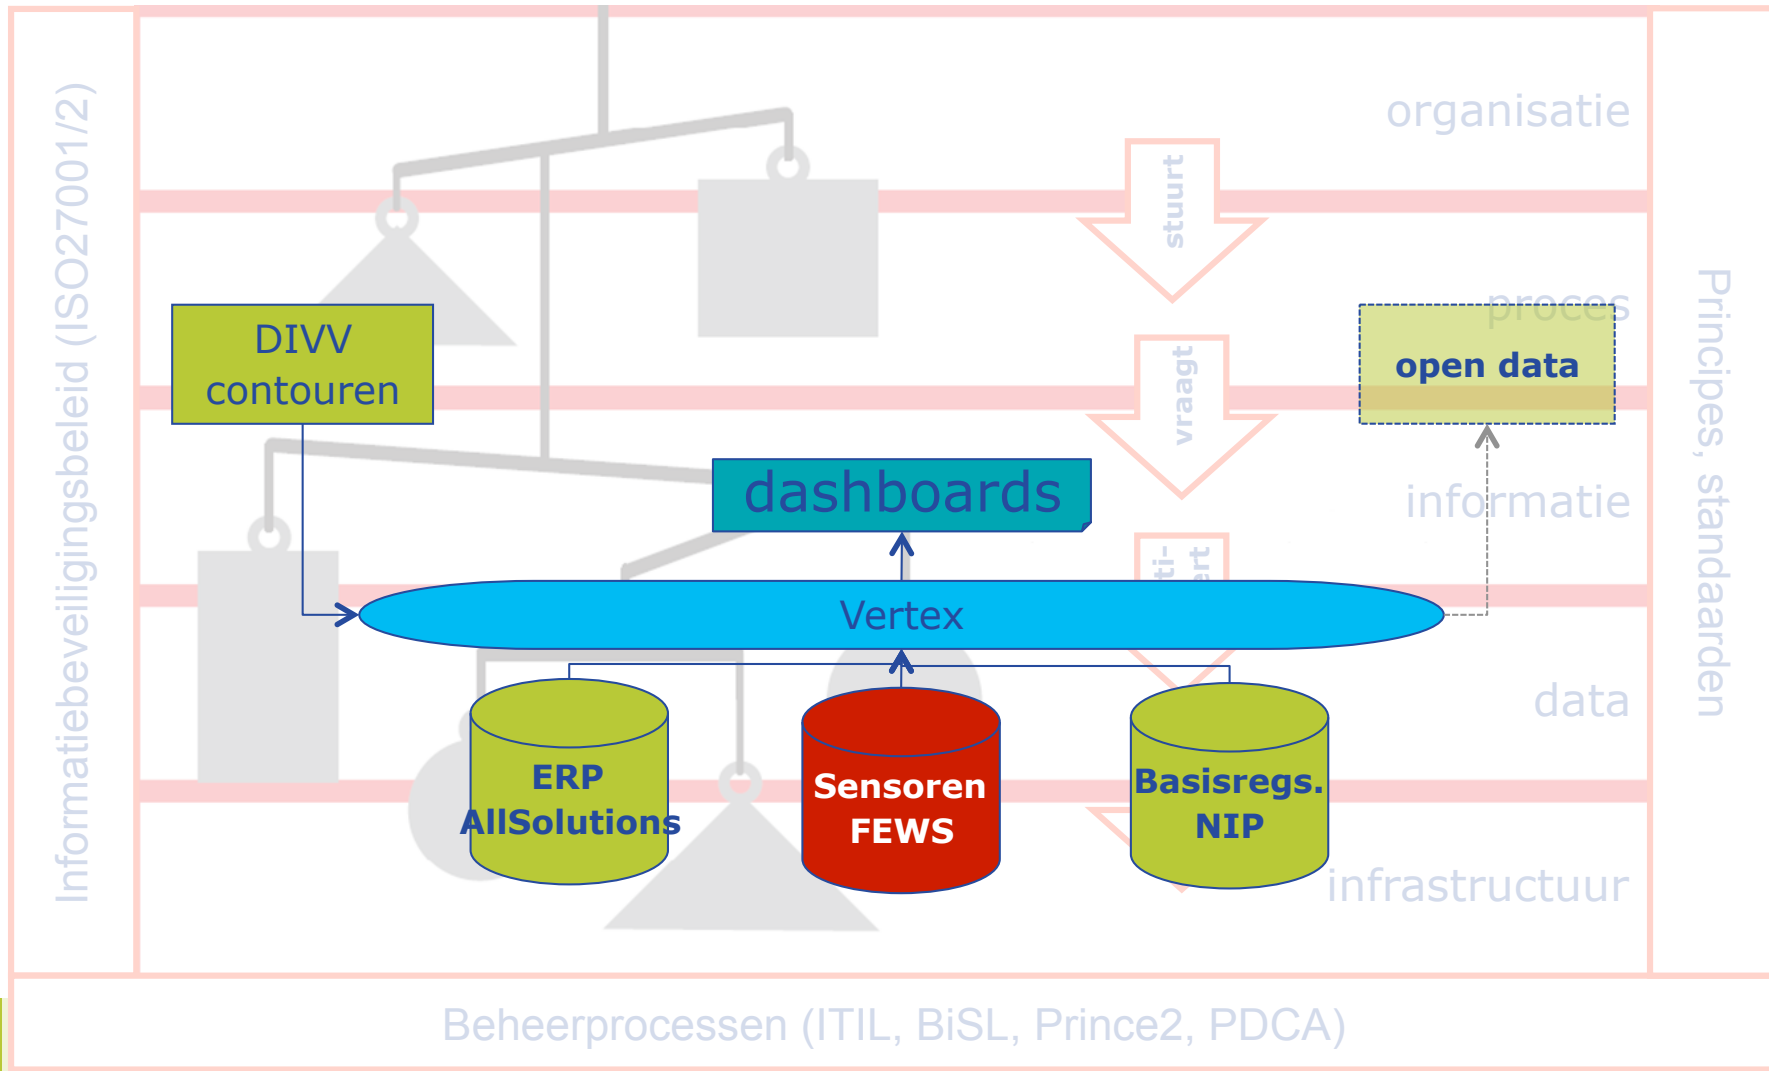 Informatiebeveiligingsbeleid (ISO27001/2)
organisatie
stuurt
proces
DIVV
contouren
vraagt
open data
Principes, standaarden
dashboards
informatie
Vertex
data
ERP
AllSolutions
Sensoren
FEWS
Basisregs.
NIP
infrastructuur
Beheerprocessen (ITIL, BiSL, Prince2, PDCA)